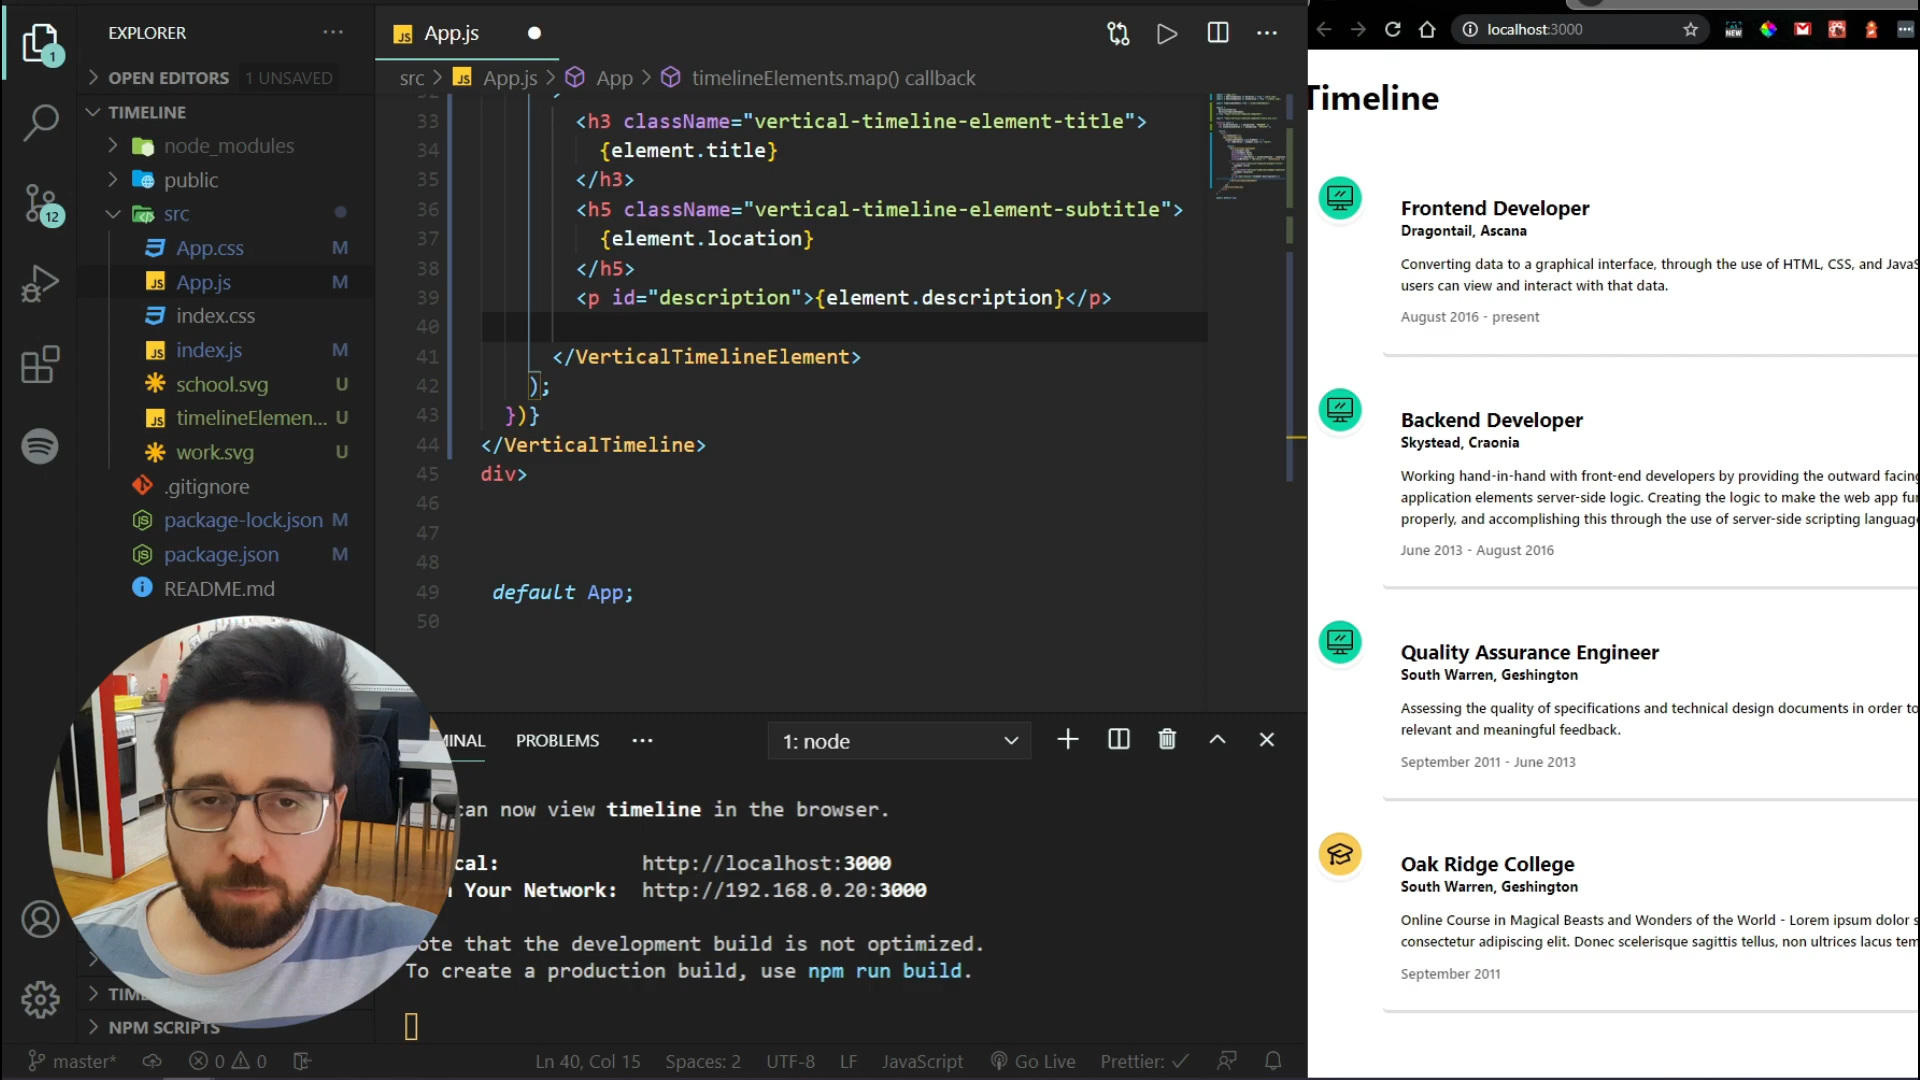 EXPLORER
OPEN EDITORS 1 UNSAVED
TIMELINE
node_modules
public
src
App.css M
App.js M
index.css
index.js M
school.svg U
timelineElemen... U
work.svg U
.gitignore
package-lock.json M
package.json M
README.md
NPM SCRIPTS
1
12
App.js
src > App.js > App > timelineElements.map() callback
33 <h3 className="vertical-timeline-element-title">
34 {element.title}
35 </h3>
36 <h5 className="vertical-timeline-element-subtitle">
37 {element.location}
38 </h5>
39 <p id="description">{element.description}</p>
40
41 </VerticalTimelineElement>
42 );
43 })}
44 </VerticalTimeline>
45 div>
46
47
48
49 default App;
50
PROBLEMS
1: node
can now view timeline in the browser.
http://localhost:3000
Your Network: http://192.168.0.20:3000
ote that the development build is not optimized.
To create a production build, use npm run build.
master* 0 0 Ln 40, Col 15 Spaces: 2 UTF-8 LF JavaScript Go Live Prettier: ✓
localhost:3000
NEW
Timeline
Frontend Developer
Dragontail, Ascana
Converting data to a graphical interface, through the use of HTML, CSS, and JavaS
users can view and interact with that data.
August 2016 - present
Backend Developer
Skystead, Craonia
Working hand-in-hand with front-end developers by providing the outward facing
application elements server-side logic. Creating the logic to make the web app fu
properly, and accomplishing this through the use of server-side scripting language
June 2013 - August 2016
Quality Assurance Engineer
South Warren, Geshington
Assessing the quality of specifications and technical design documents in order to
relevant and meaningful feedback.
September 2011 - June 2013
Oak Ridge College
South Warren, Geshington
Online Course in Magical Beasts and Wonders of the World - Lorem ipsum dolor s
consectetur adipiscing elit. Donec scelerisque sagittis tellus, non ultrices lacus tem
September 2011